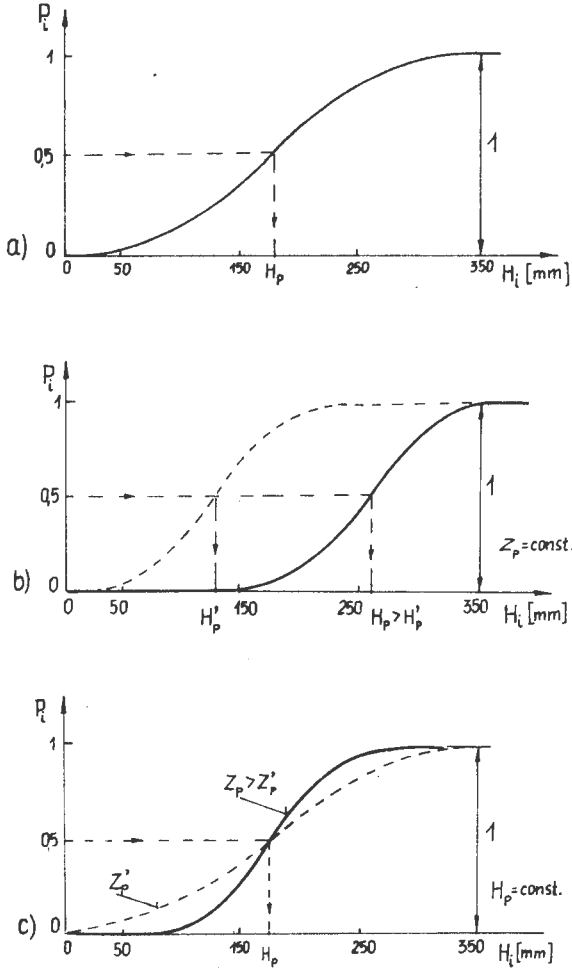 Pi
1
0,5
1
a) 0
0 50 150 Hp 250 350 Hi [mm]
Pi
1
0,5
1
Zp=const.
b) 0
0 50 H'p 150 250 Hp>H'p 350 Hi [mm]
Pi
1
Zp>Z'p
0,5
1
Z'p
Hp=const.
c) 0
0 50 150 Hp 250 350 Hi [mm]